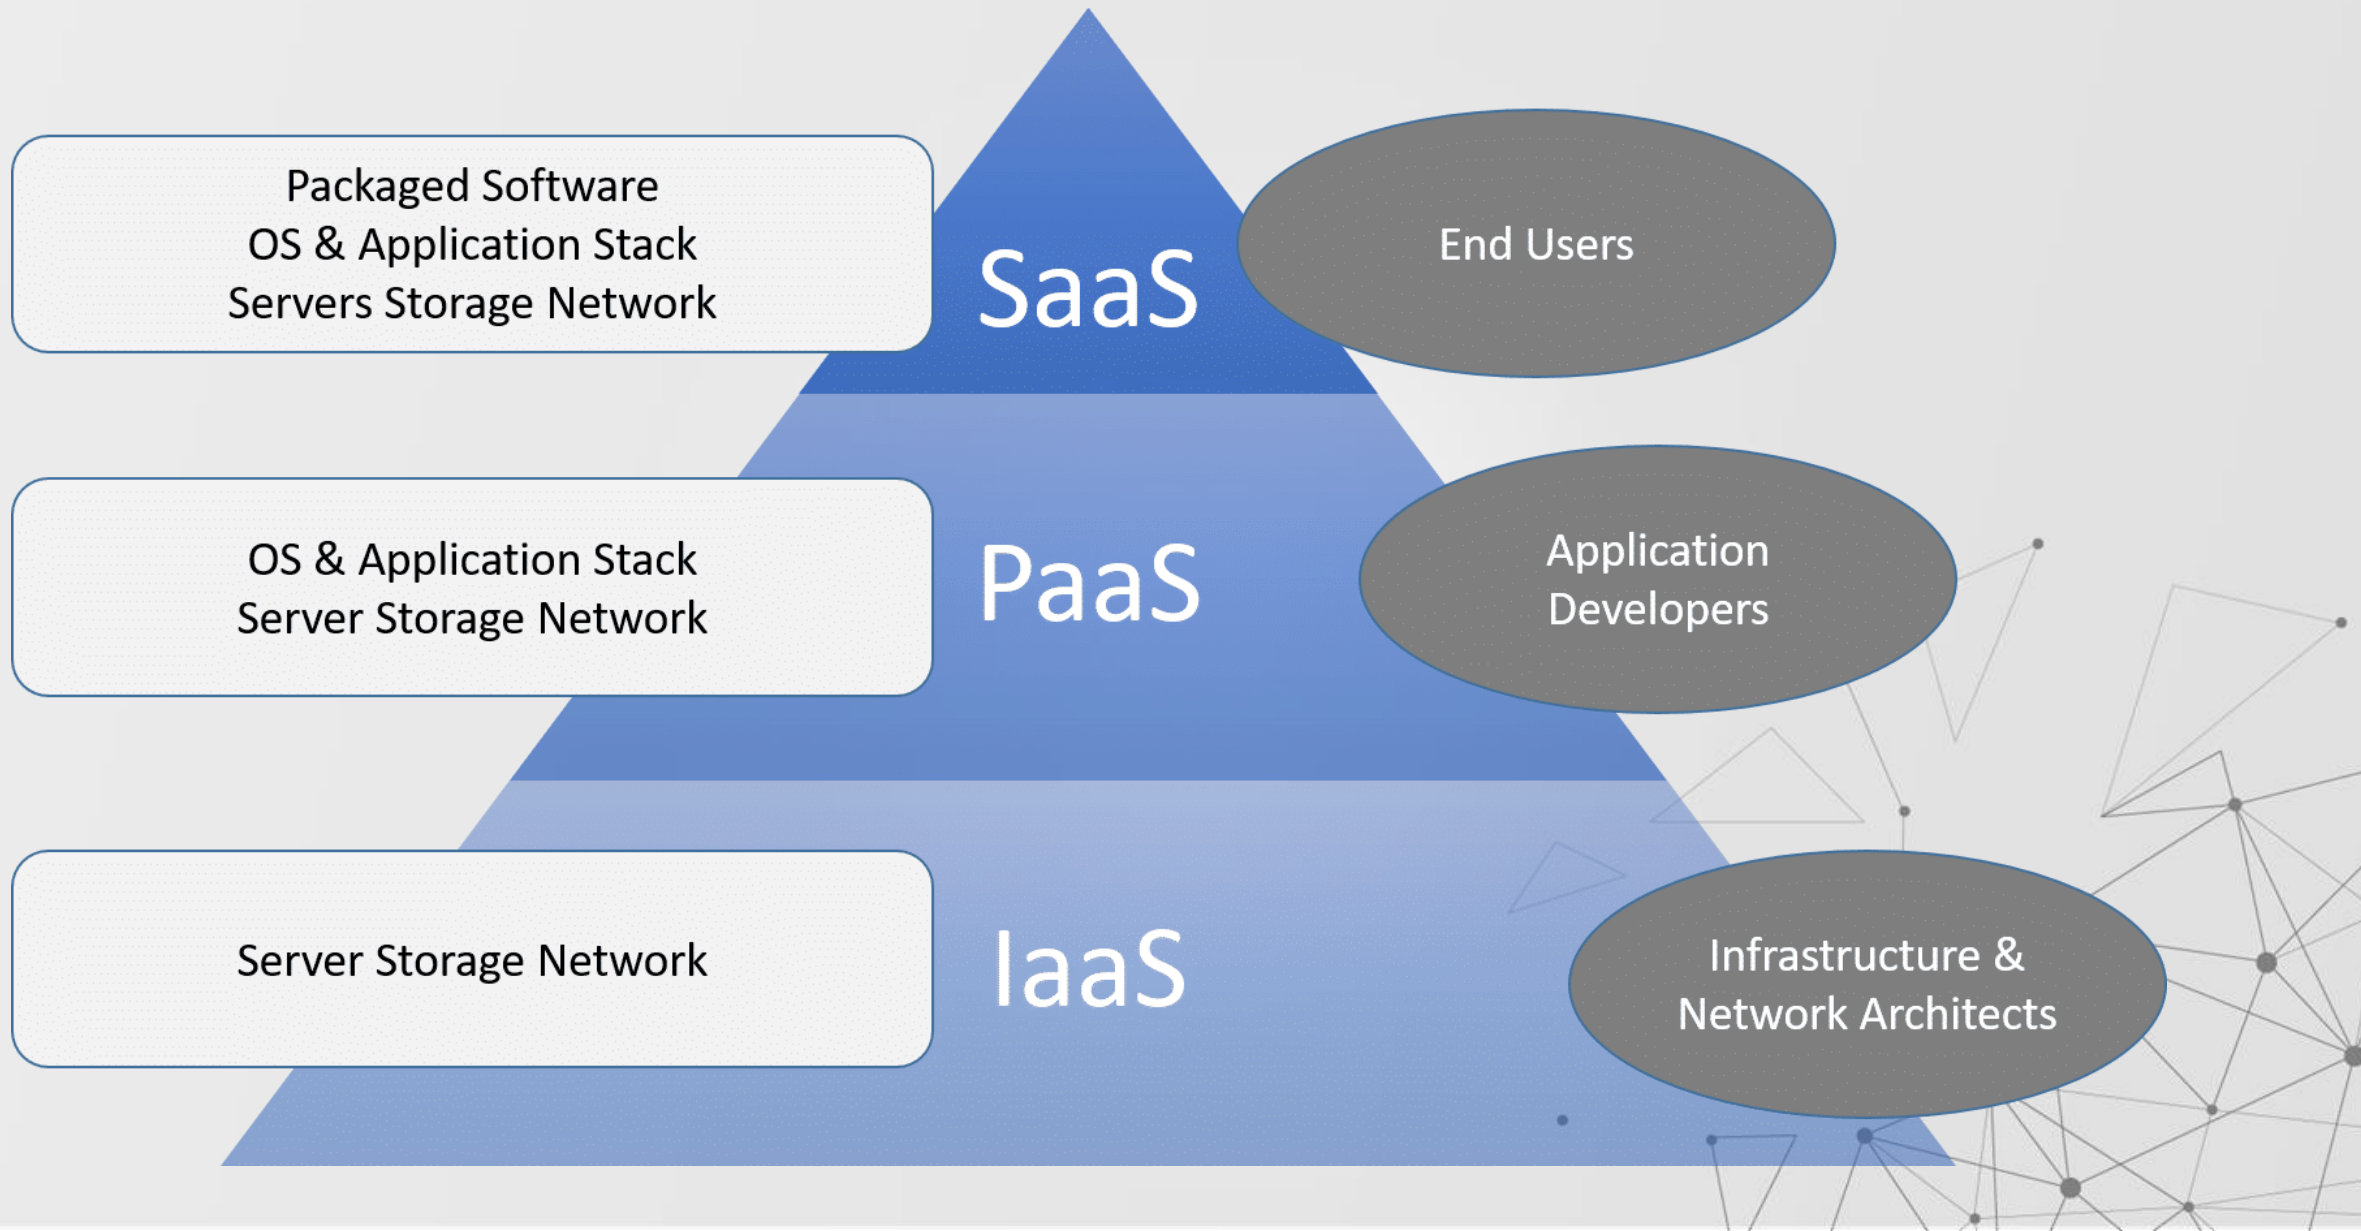 Packaged Software
OS & Application Stack
Servers Storage Network
SaaS
End Users
OS & Application Stack
Server Storage Network
PaaS
Application
Developers
Server Storage Network
IaaS
Infrastructure &
Network Architects